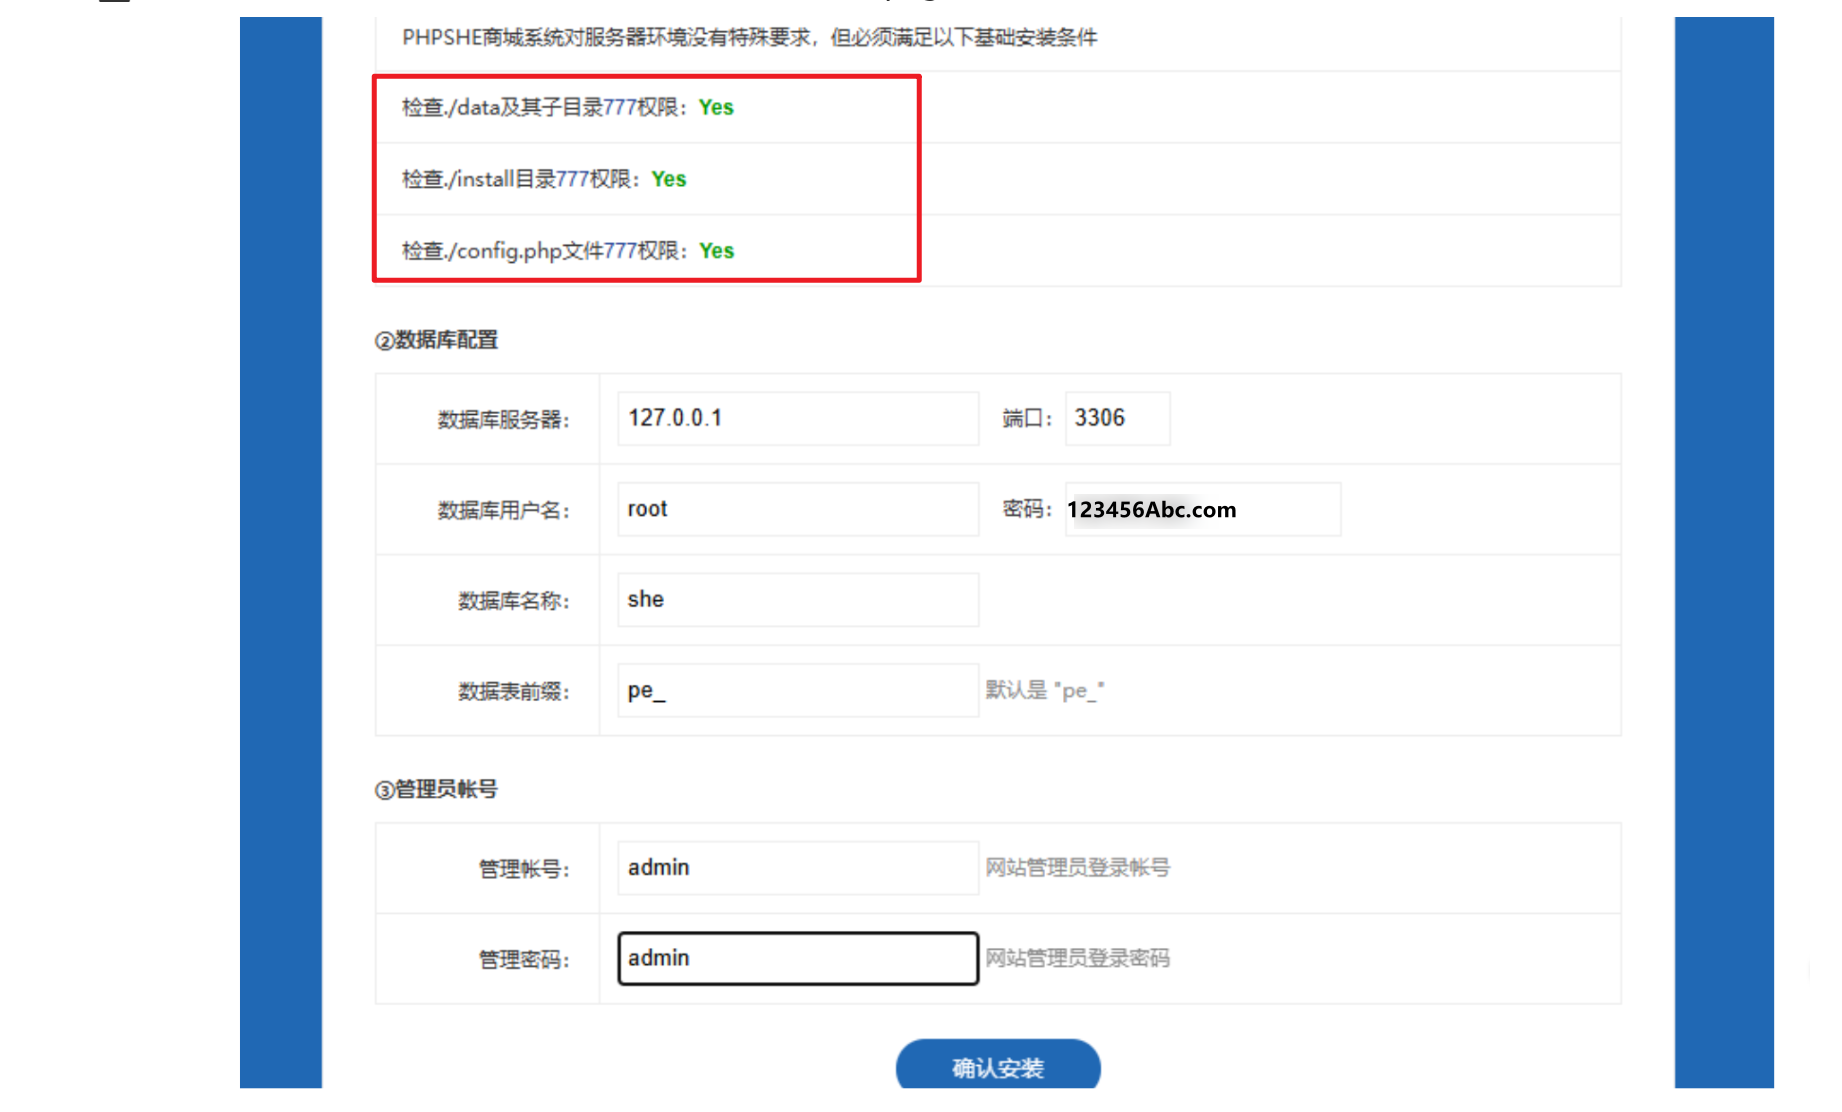 PHPSHE商城系统对服务器环境没有特殊要求，但必须满足以下基础安装条件
检查./data及其子目录777权限：Yes
检查./install目录777权限：Yes
检查./config.php文件777权限：Yes
②数据库配置
数据库服务器： 127.0.0.1 端口： 3306
数据库用户名： root 密码： 123456Abc.com
数据库名称： she
数据表前缀： pe_ 默认是 "pe_"
③管理员帐号
管理帐号： admin 网站管理员登录帐号
管理密码： admin 网站管理员登录密码
确认安装